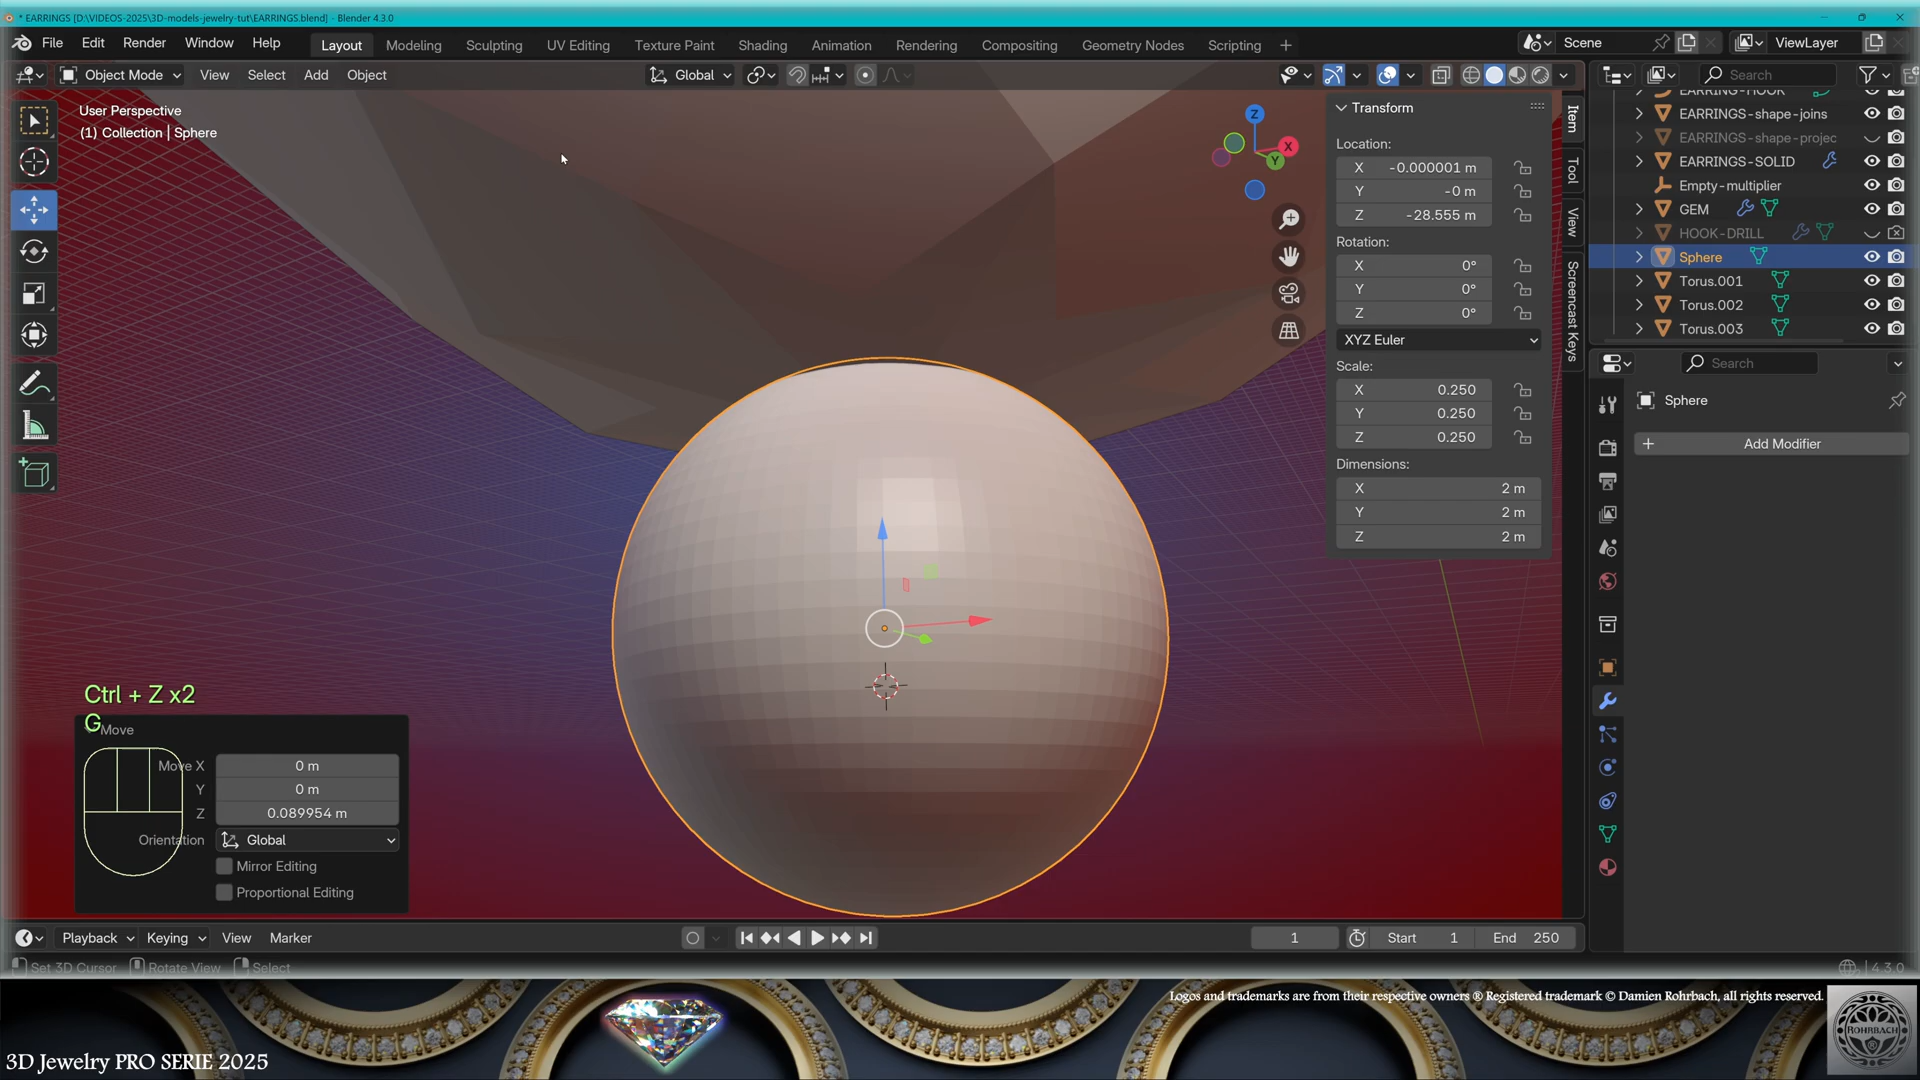 * EARRINGS [D:\VIDEOS-2025\3D-models-jewelry-tut\EARRINGS.blend] - Blender 4.3.0
File Edit Render Window Help
Layout Modeling Sculpting UV Editing Texture Paint Shading Animation Rendering Compositing Geometry Nodes Scripting +
Scene
ViewLayer
Object Mode View Select Add Object
Global
Search
User Perspective
(1) Collection | Sphere
Z
X
Y
Transform
Location:
X -0.000001 m
Y -0 m
Z -28.555 m
Rotation:
X 0°
Y 0°
Z 0°
XYZ Euler
Scale:
X 0.250
Y 0.250
Z 0.250
Dimensions:
X 2 m
Y 2 m
Z 2 m
Item
Tool
View
Screencast Keys
EARRING-HOOK
EARRINGS-shape-joins
EARRINGS-shape-projec
EARRINGS-SOLID
Empty-multiplier
GEM
HOOK-DRILL
Sphere
Torus.001
Torus.002
Torus.003
Search
Sphere
Add Modifier
Ctrl + Z x2
G
Move
Move X 0 m
Y 0 m
Z 0.089954 m
Orientation Global
Mirror Editing
Proportional Editing
Playback Keying View Marker
1
Start 1
End 250
Set 3D Cursor Rotate View Select
4.3.0
Logos and trademarks are from their respective owners ® Registered trademark © Damien Rohrbach, all rights reserved.
ROHRBACH
3D Jewelry PRO SERIE 2025